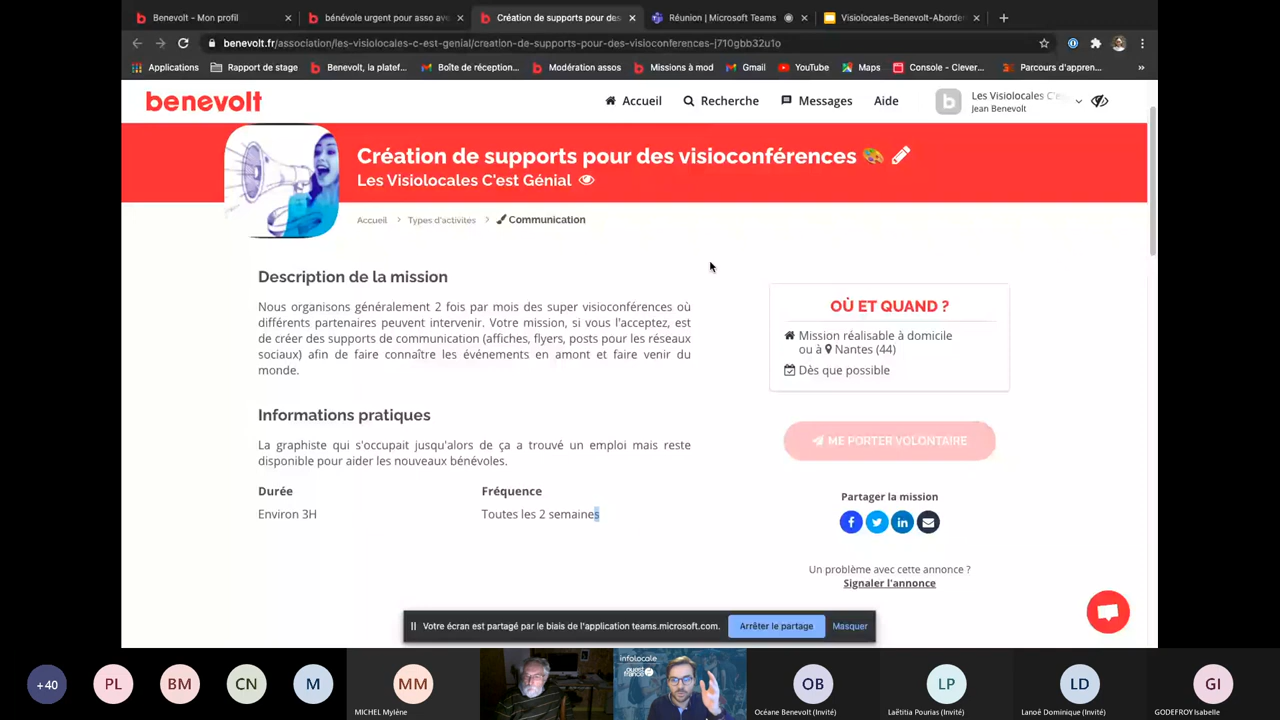 Benevolt - Mon profil
bénévole urgent pour asso ave
Création de supports pour des
Réunion | Microsoft Teams
Visiolocales-Benevolt-Aborder
benevolt.fr/association/les-visiolocales-c-est-genial/creation-de-supports-pour-des-visioconferences-j710gbb32u1o
Applications
Rapport de stage
Benevolt, la platef...
Boîte de réception...
Modération assos
Missions à mod
Gmail
YouTube
Maps
Console - Clever...
Parcours d'appren...
»
benevolt
Accueil
Recherche
Messages
Aide
Les Visiolocales C'e
Jean Benevolt
Création de supports pour des visioconférences
Les Visiolocales C'est Génial
Accueil > Types d'activites > Communication
Description de la mission
Nous organisons généralement 2 fois par mois des super visioconférences où
différents partenaires peuvent intervenir. Votre mission, si vous l'acceptez, est
de créer des supports de communication (affiches, flyers, posts pour les réseaux
sociaux) afin de faire connaître les événements en amont et faire venir du
monde.
OÙ ET QUAND ?
Mission réalisable à domicile
ou à Nantes (44)
Dès que possible
Informations pratiques
La graphiste qui s'occupait jusqu'alors de ça a trouvé un emploi mais reste
disponible pour aider les nouveaux bénévoles.
ME PORTER VOLONTAIRE
Durée
Environ 3H
Fréquence
Toutes les 2 semaines
Partager la mission
Un problème avec cette annonce ?
Signaler l'annonce
Votre écran est partagé par le biais de l'application teams.microsoft.com.
Arrêter le partage
Masquer
+40
PL
BM
CN
M
MM
MICHEL Mylène
infolocale
ouest
france
OB
Océane Benevolt (Invité)
LP
Laëtitia Pourias (Invité)
LD
Lanoé Dominique (Invité)
GI
GODEFROY Isabelle